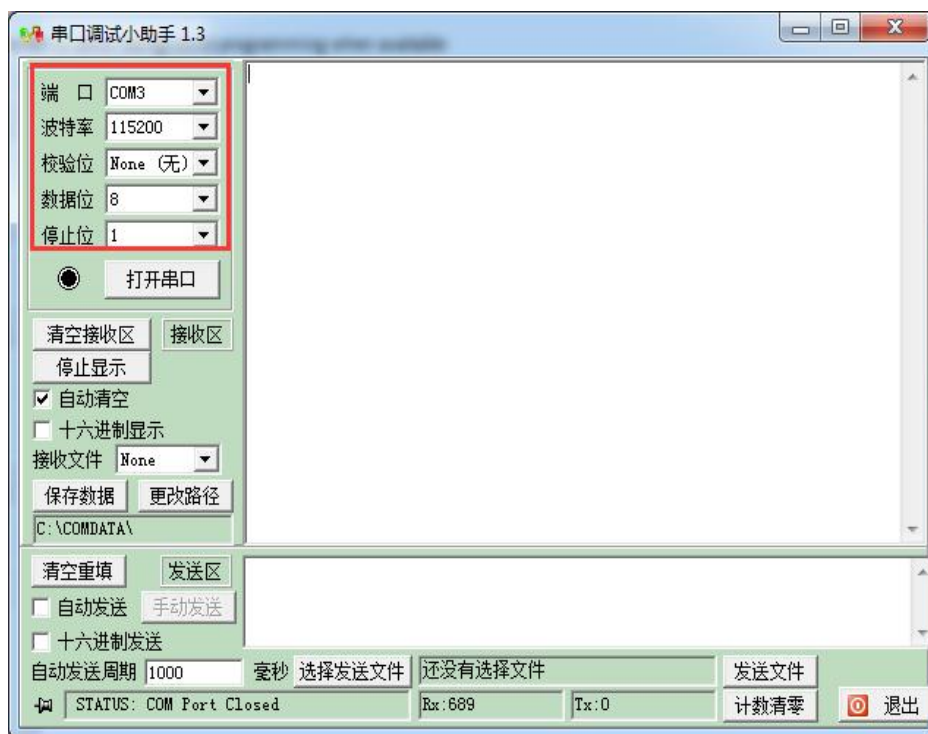 串口调试小助手 1.3
programming when available
端 口 COM3
波特率 115200
校验位 None (无)
数据位 8
停止位 1
打开串口
清空接收区 接收区
停止显示
自动清空
十六进制显示
接收文件 None
保存数据 更改路径
C:\COMDATA\
清空重填 发送区
自动发送 手动发送
十六进制发送
自动发送周期 1000 毫秒 选择发送文件 还没有选择文件 发送文件
STATUS: COM Port Closed Rx:689 Tx:0 计数清零 退出